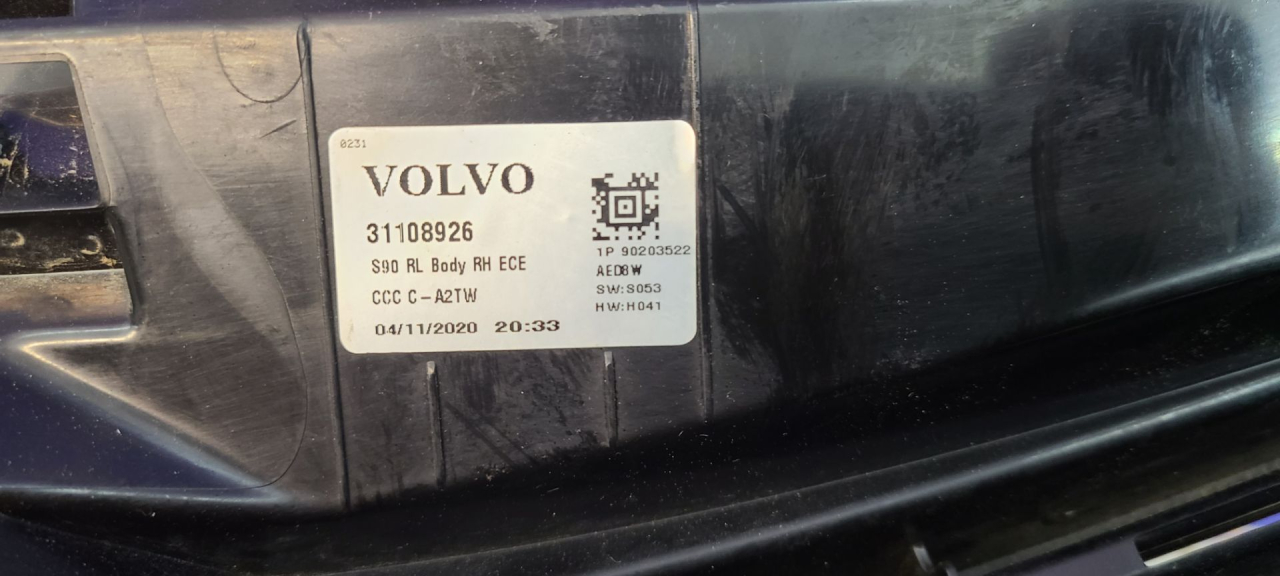 0231
VOLVO
31108926
S90 RL Body RH ECE
CCC C-A2TW
04/11/2020 20:33
1P 90203522
AED8W
SW:S053
HW:H041